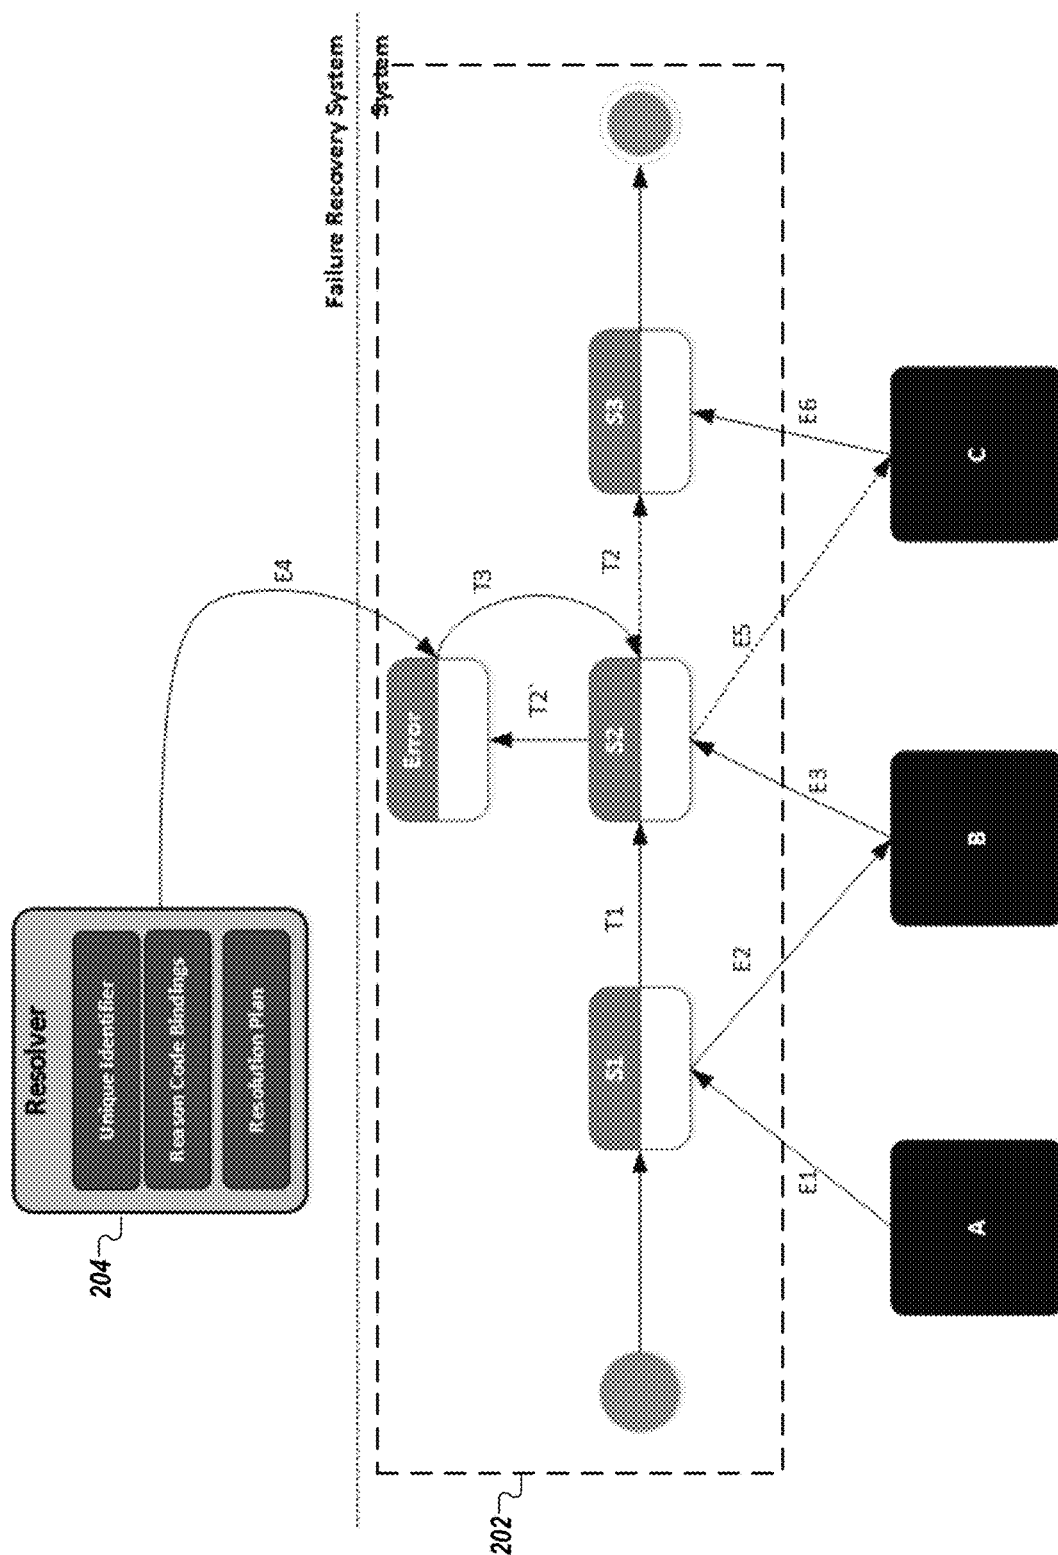 204
Resolver
Unique Identifier
Reason Code Bindings
Resolution Plan
E4
Failure Recovery System
System
202
Error
T3
T2`
S1
T1
S2
T2
S3
E1
E2
E3
E5
E6
A
B
C